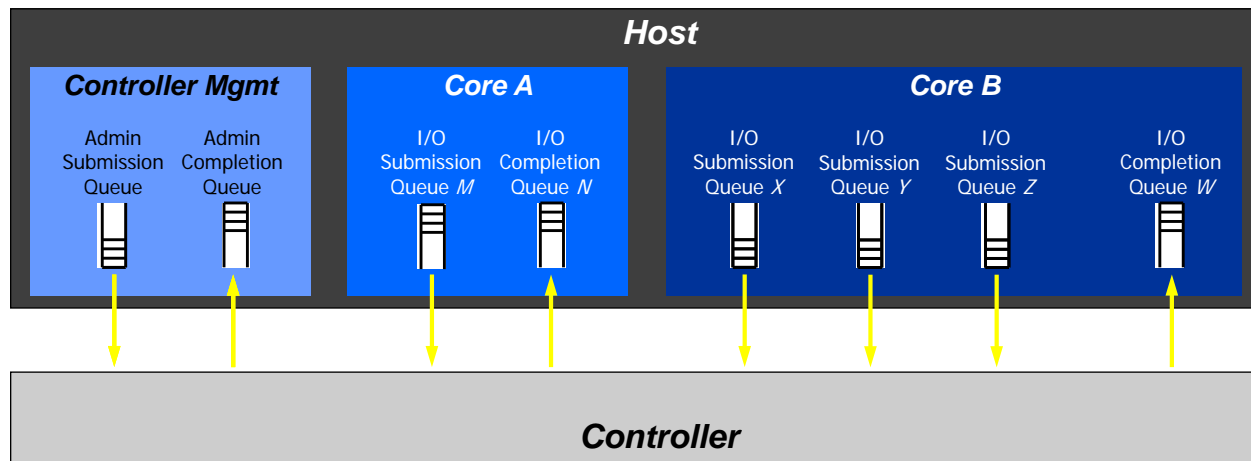 Host
Controller Mgmt
Admin
Submission
Queue
Admin
Completion
Queue
Core A
I/O
Submission
Queue M
I/O
Completion
Queue N
Core B
I/O
Submission
Queue X
I/O
Submission
Queue Y
I/O
Submission
Queue Z
I/O
Completion
Queue W
Controller